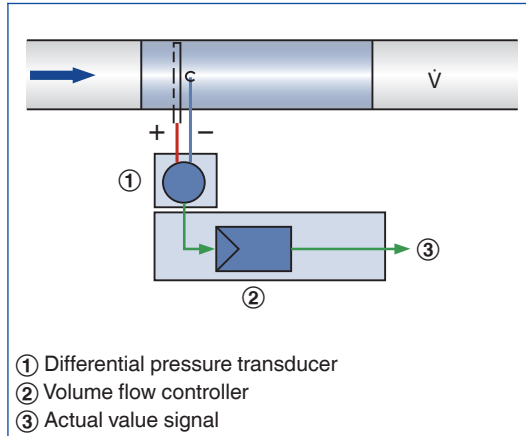 V̇
+ −
①
③
②
① Differential pressure transducer
② Volume flow controller
③ Actual value signal